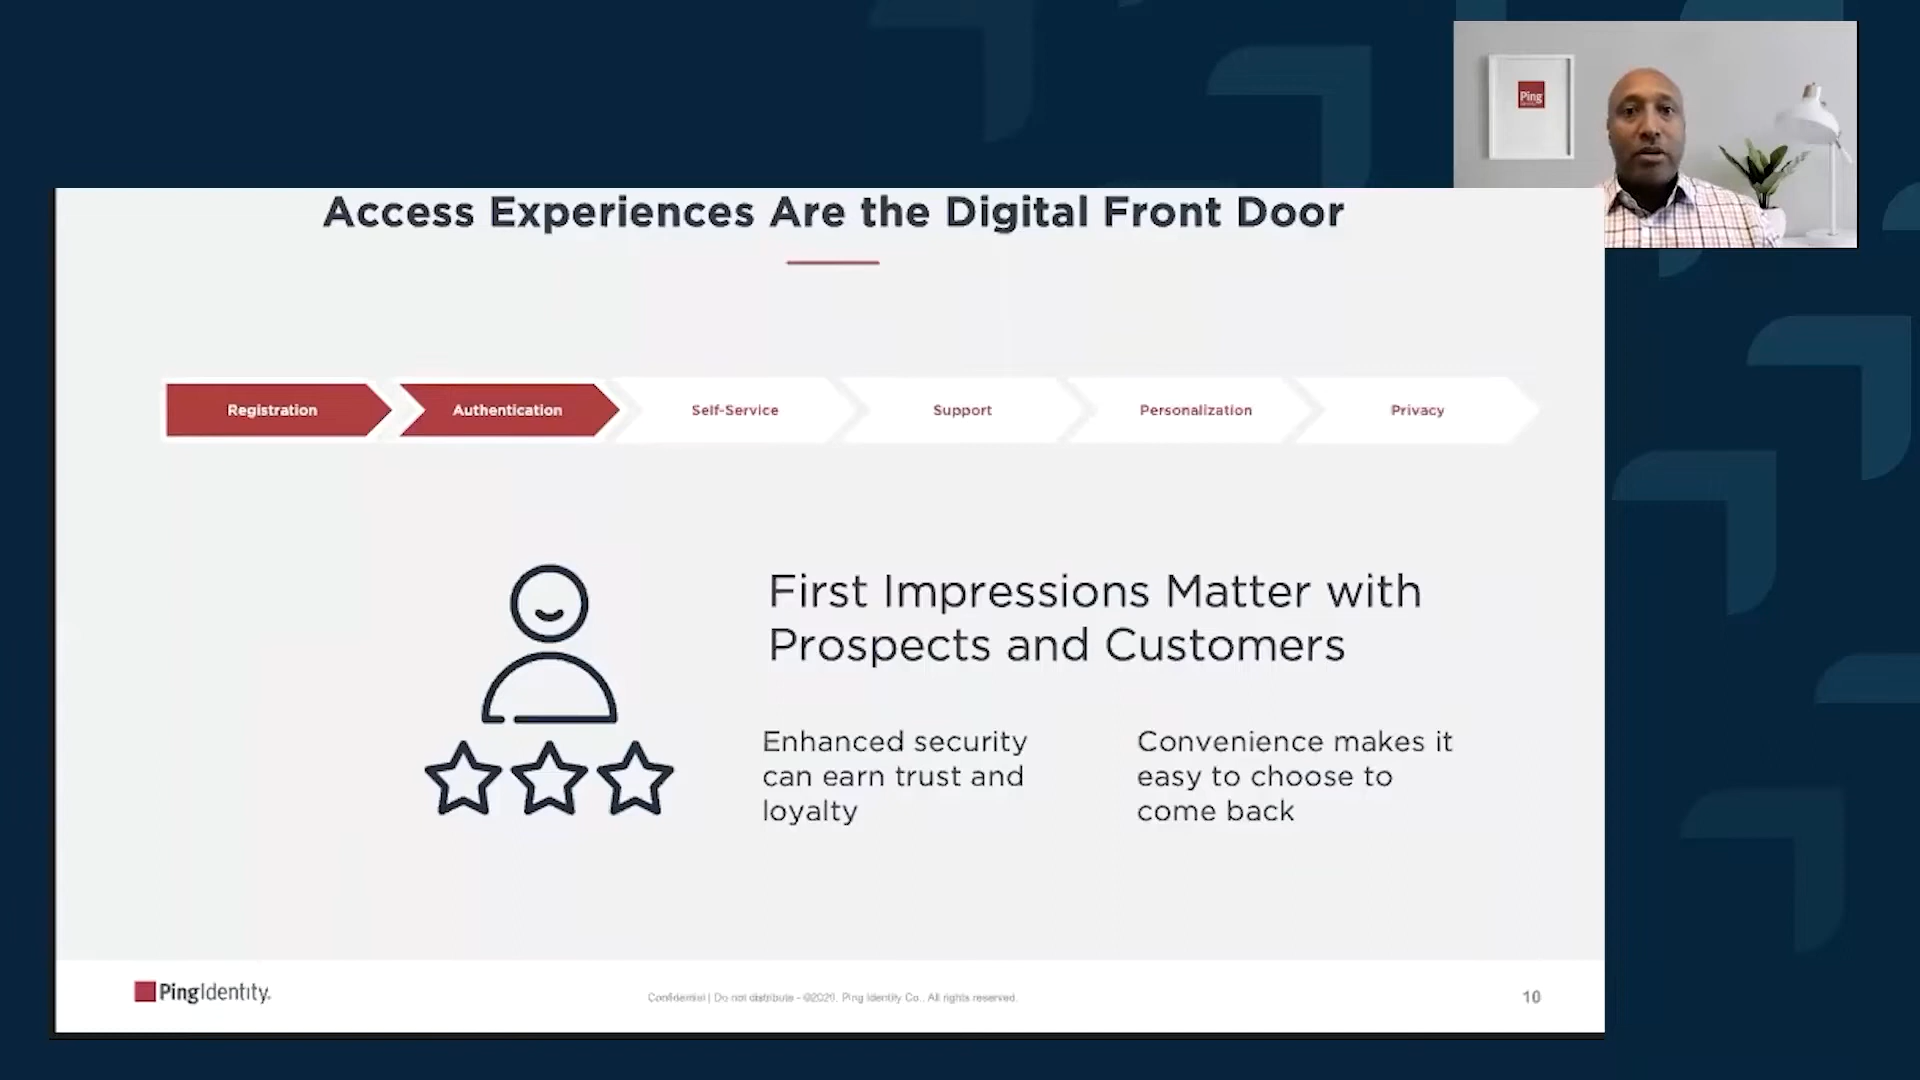 Ping
Access Experiences Are the Digital Front Door
Registration
Authentication
Self-Service
Support
Personalization
Privacy
First Impressions Matter with
Prospects and Customers
Enhanced security
can earn trust and
loyalty
Convenience makes it
easy to choose to
come back
PingIdentity.
Confidential | Do not distribute - ©2020. Ping Identity Co.. All rights reserved.
10